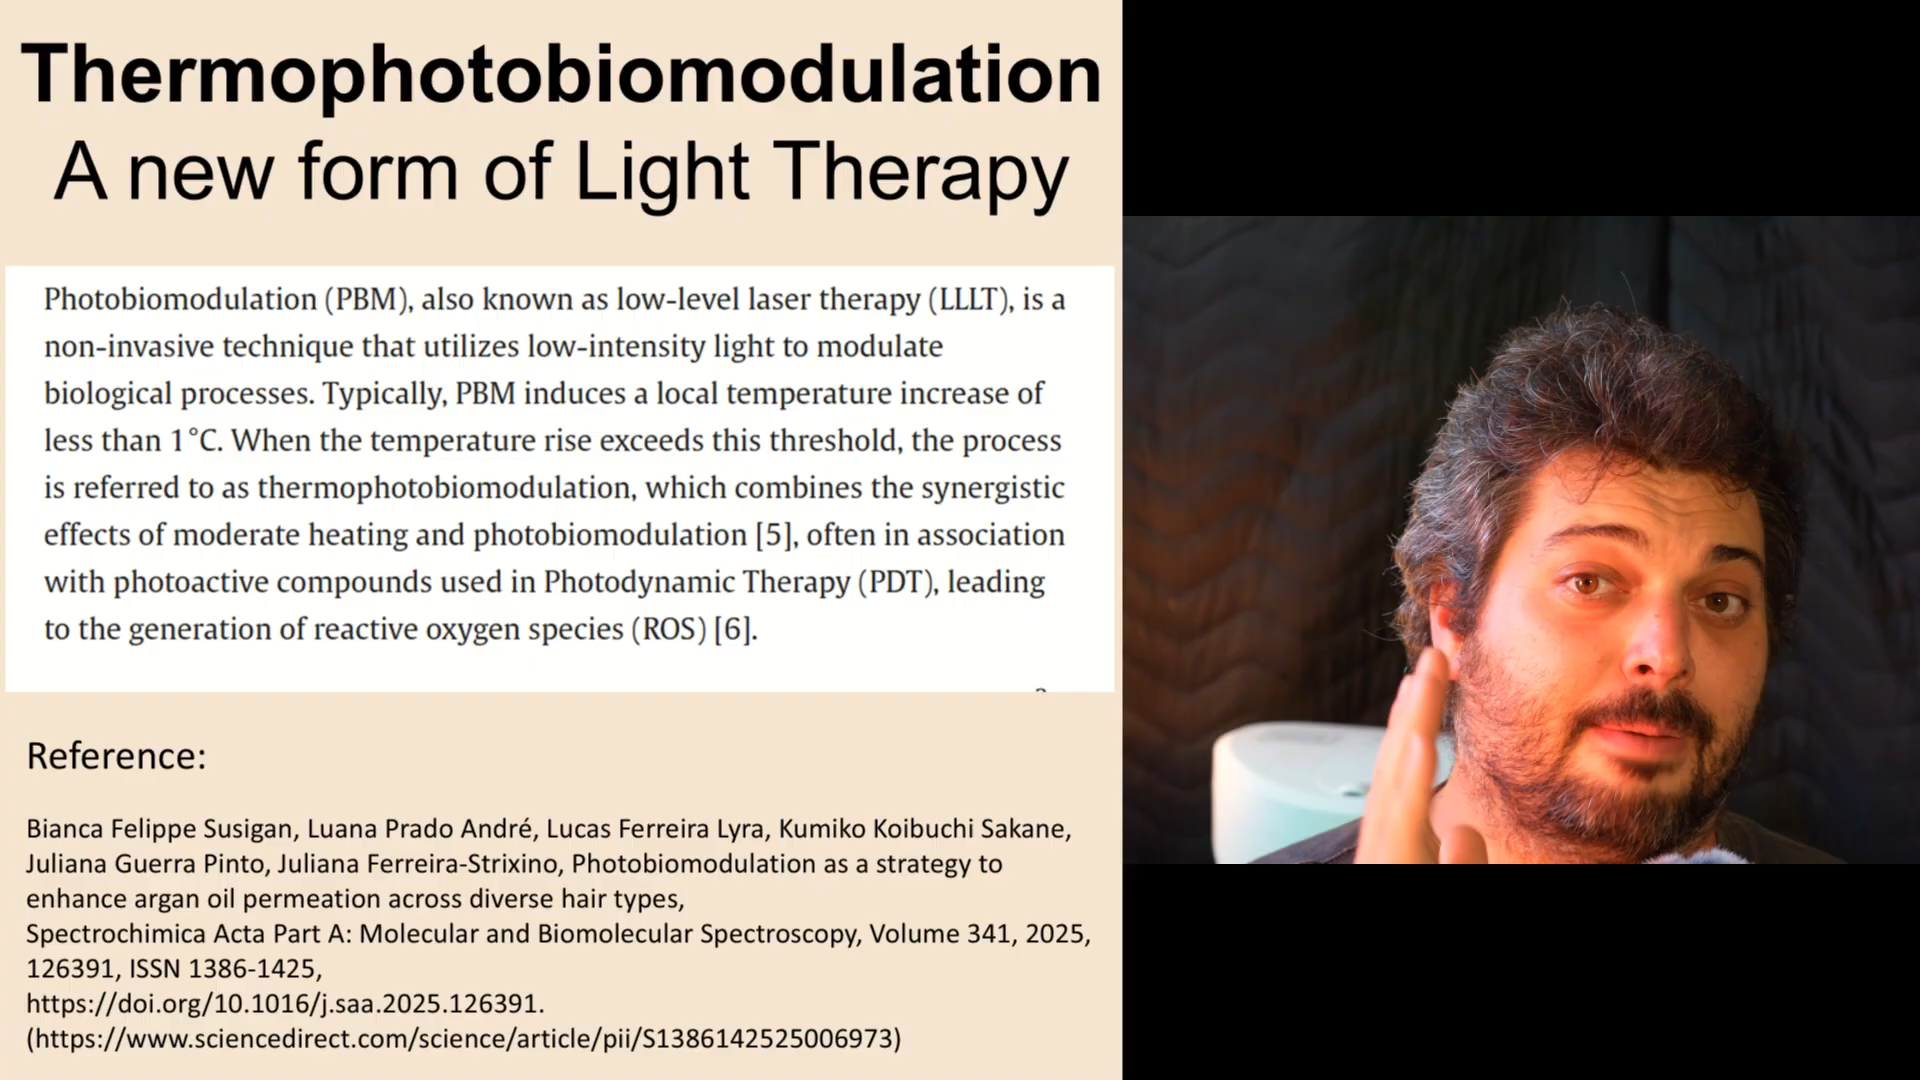 Thermophotobiomodulation
A new form of Light Therapy
Photobiomodulation (PBM), also known as low-level laser therapy (LLLT), is a
non-invasive technique that utilizes low-intensity light to modulate
biological processes. Typically, PBM induces a local temperature increase of
less than 1°C. When the temperature rise exceeds this threshold, the process
is referred to as thermophotobiomodulation, which combines the synergistic
effects of moderate heating and photobiomodulation [5], often in association
with photoactive compounds used in Photodynamic Therapy (PDT), leading
to the generation of reactive oxygen species (ROS) [6].
Reference:
Bianca Felippe Susigan, Luana Prado André, Lucas Ferreira Lyra, Kumiko Koibuchi Sakane,
Juliana Guerra Pinto, Juliana Ferreira-Strixino, Photobiomodulation as a strategy to
enhance argan oil permeation across diverse hair types,
Spectrochimica Acta Part A: Molecular and Biomolecular Spectroscopy, Volume 341, 2025,
126391, ISSN 1386-1425,
https://doi.org/10.1016/j.saa.2025.126391.
(https://www.sciencedirect.com/science/article/pii/S1386142525006973)